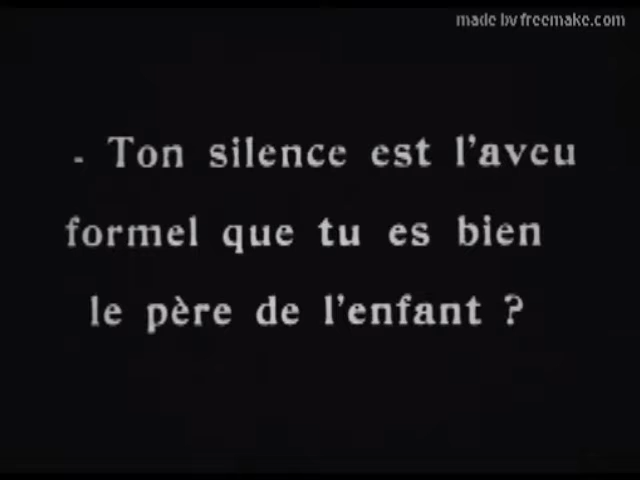 made by freemake.com
- Ton silence est l'aveu
formel que tu es bien
le père de l'enfant ?